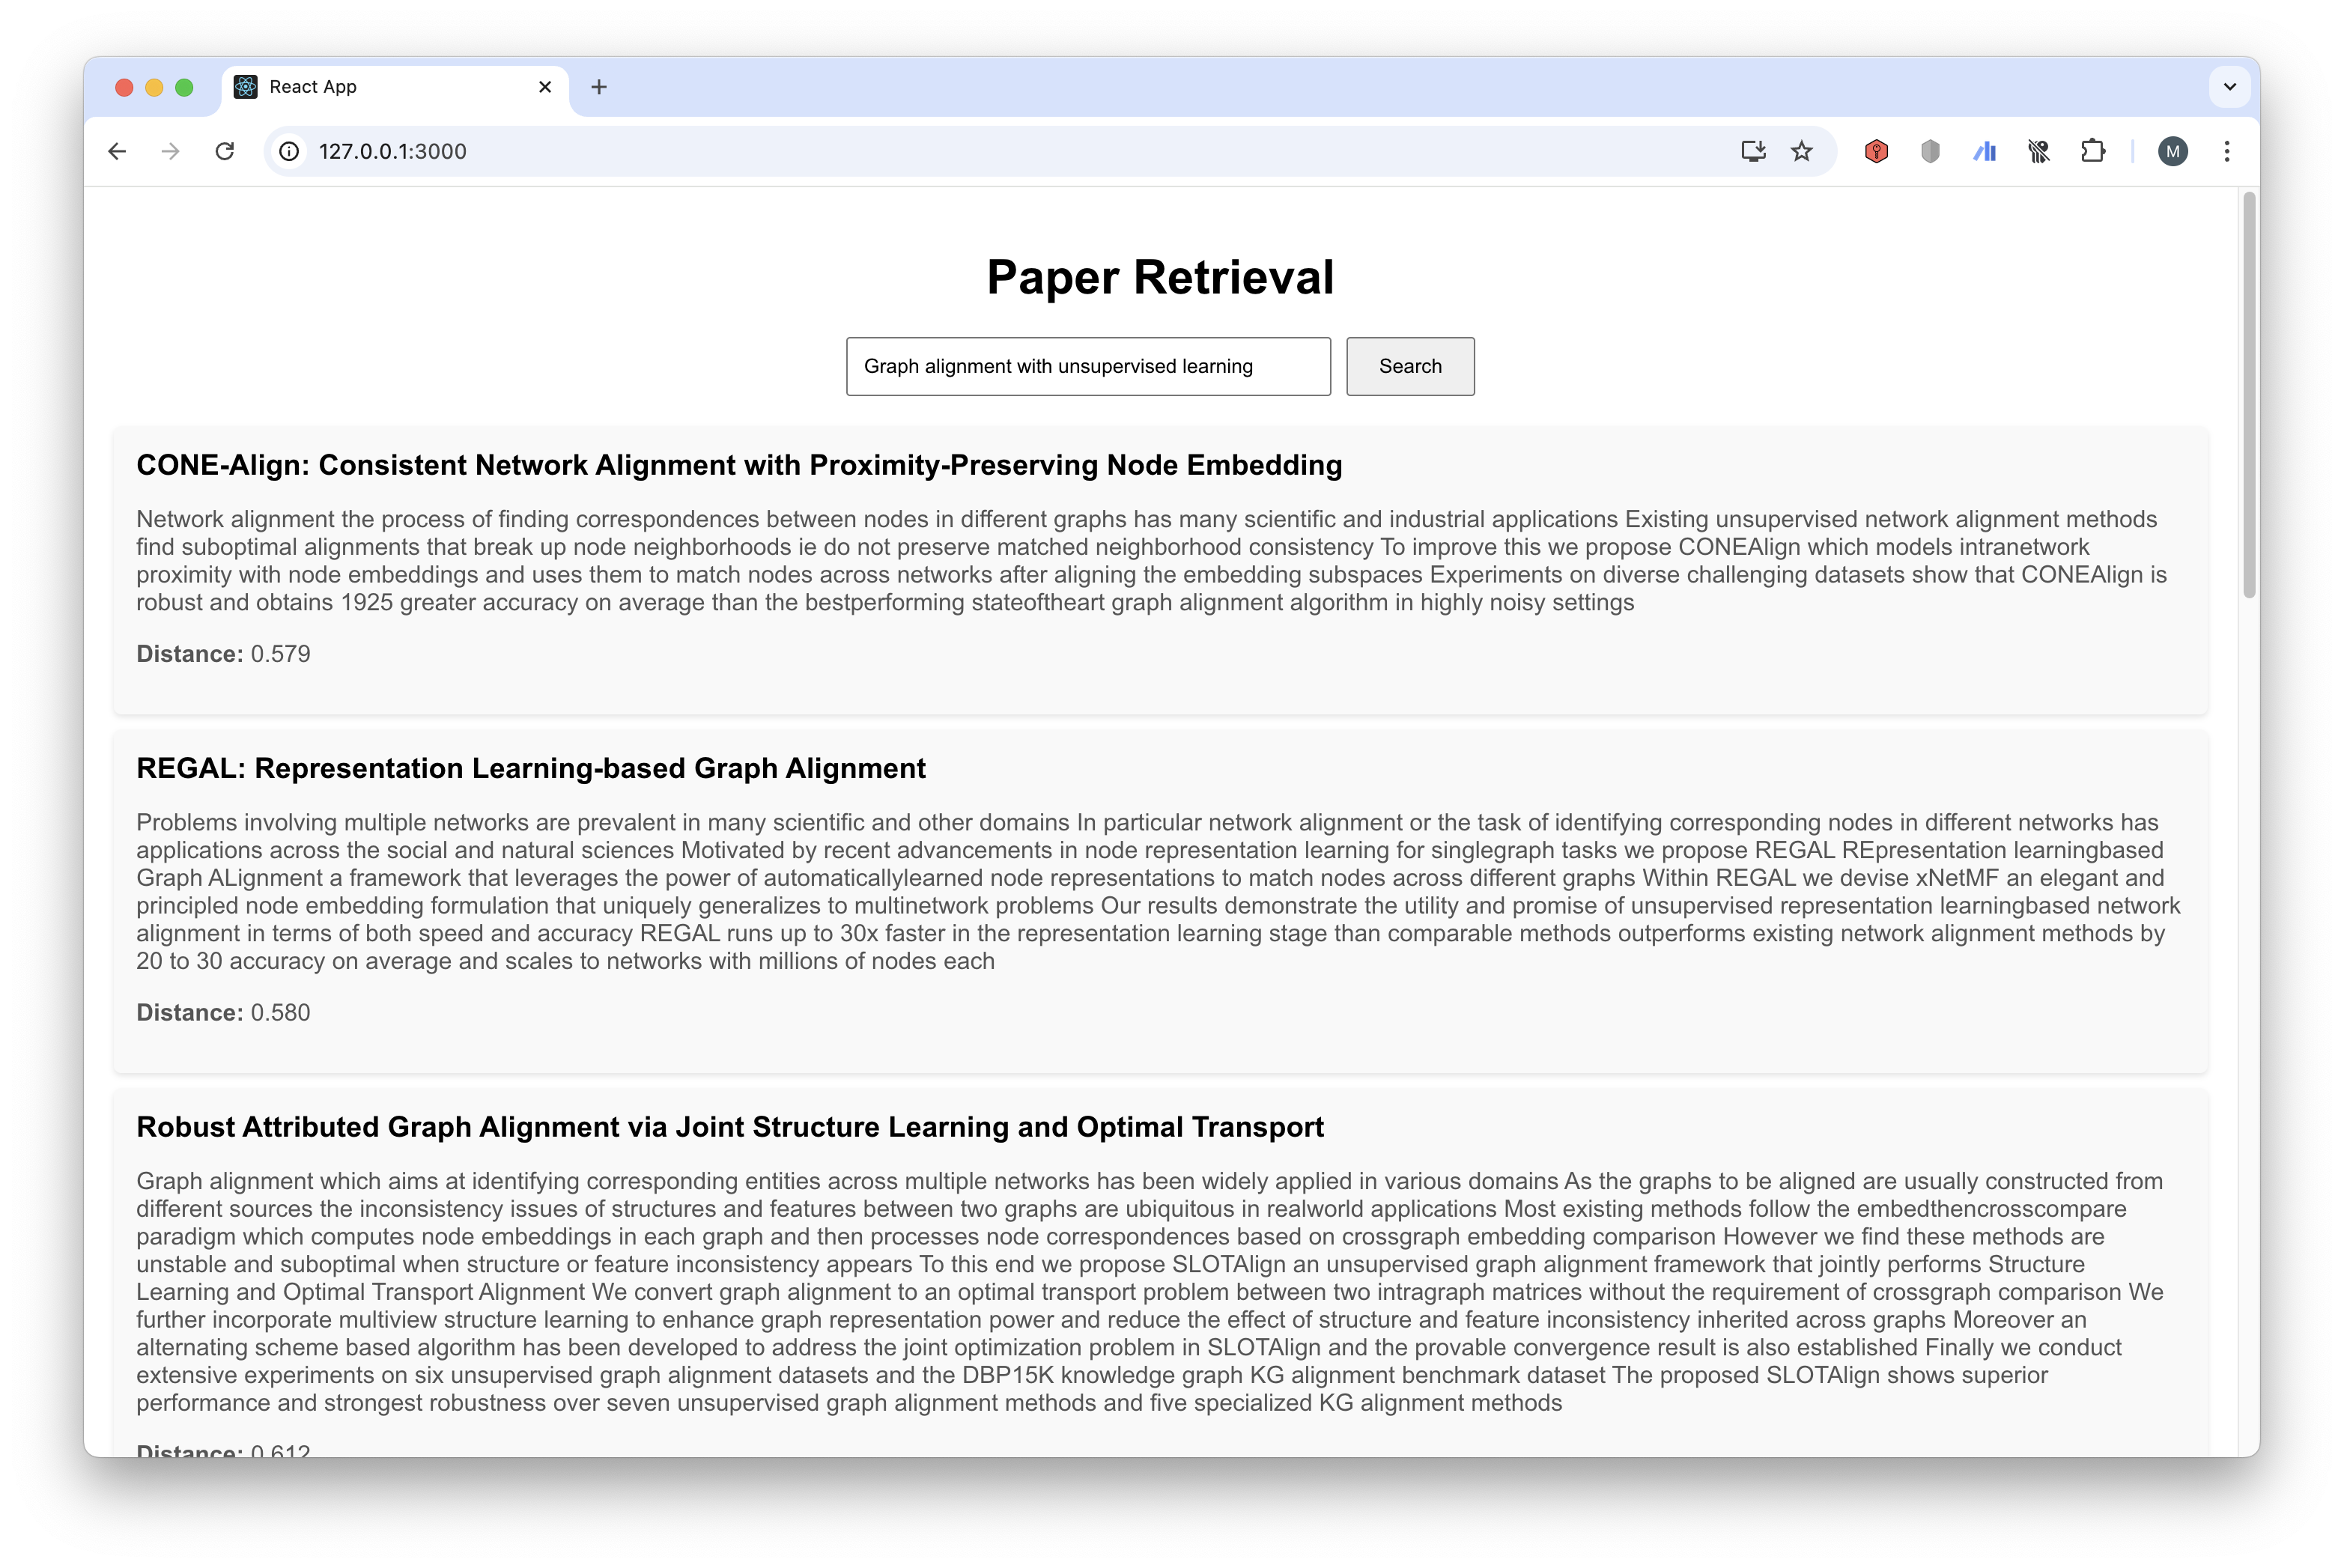 React App
127.0.0.1:3000
M
Paper Retrieval
Graph alignment with unsupervised learning
Search
CONE-Align: Consistent Network Alignment with Proximity-Preserving Node Embedding
Network alignment the process of finding correspondences between nodes in different graphs has many scientific and industrial applications Existing unsupervised network alignment methods
find suboptimal alignments that break up node neighborhoods ie do not preserve matched neighborhood consistency To improve this we propose CONEAlign which models intranetwork
proximity with node embeddings and uses them to match nodes across networks after aligning the embedding subspaces Experiments on diverse challenging datasets show that CONEAlign is
robust and obtains 1925 greater accuracy on average than the bestperforming stateoftheart graph alignment algorithm in highly noisy settings
Distance: 0.579
REGAL: Representation Learning-based Graph Alignment
Problems involving multiple networks are prevalent in many scientific and other domains In particular network alignment or the task of identifying corresponding nodes in different networks has
applications across the social and natural sciences Motivated by recent advancements in node representation learning for singlegraph tasks we propose REGAL REpresentation learningbased
Graph ALignment a framework that leverages the power of automaticallylearned node representations to match nodes across different graphs Within REGAL we devise xNetMF an elegant and
principled node embedding formulation that uniquely generalizes to multinetwork problems Our results demonstrate the utility and promise of unsupervised representation learningbased network
alignment in terms of both speed and accuracy REGAL runs up to 30x faster in the representation learning stage than comparable methods outperforms existing network alignment methods by
20 to 30 accuracy on average and scales to networks with millions of nodes each
Distance: 0.580
Robust Attributed Graph Alignment via Joint Structure Learning and Optimal Transport
Graph alignment which aims at identifying corresponding entities across multiple networks has been widely applied in various domains As the graphs to be aligned are usually constructed from
different sources the inconsistency issues of structures and features between two graphs are ubiquitous in realworld applications Most existing methods follow the embedthencrosscompare
paradigm which computes node embeddings in each graph and then processes node correspondences based on crossgraph embedding comparison However we find these methods are
unstable and suboptimal when structure or feature inconsistency appears To this end we propose SLOTAlign an unsupervised graph alignment framework that jointly performs Structure
Learning and Optimal Transport Alignment We convert graph alignment to an optimal transport problem between two intragraph matrices without the requirement of crossgraph comparison We
further incorporate multiview structure learning to enhance graph representation power and reduce the effect of structure and feature inconsistency inherited across graphs Moreover an
alternating scheme based algorithm has been developed to address the joint optimization problem in SLOTAlign and the provable convergence result is also established Finally we conduct
extensive experiments on six unsupervised graph alignment datasets and the DBP15K knowledge graph KG alignment benchmark dataset The proposed SLOTAlign shows superior
performance and strongest robustness over seven unsupervised graph alignment methods and five specialized KG alignment methods
Distance: 0.612